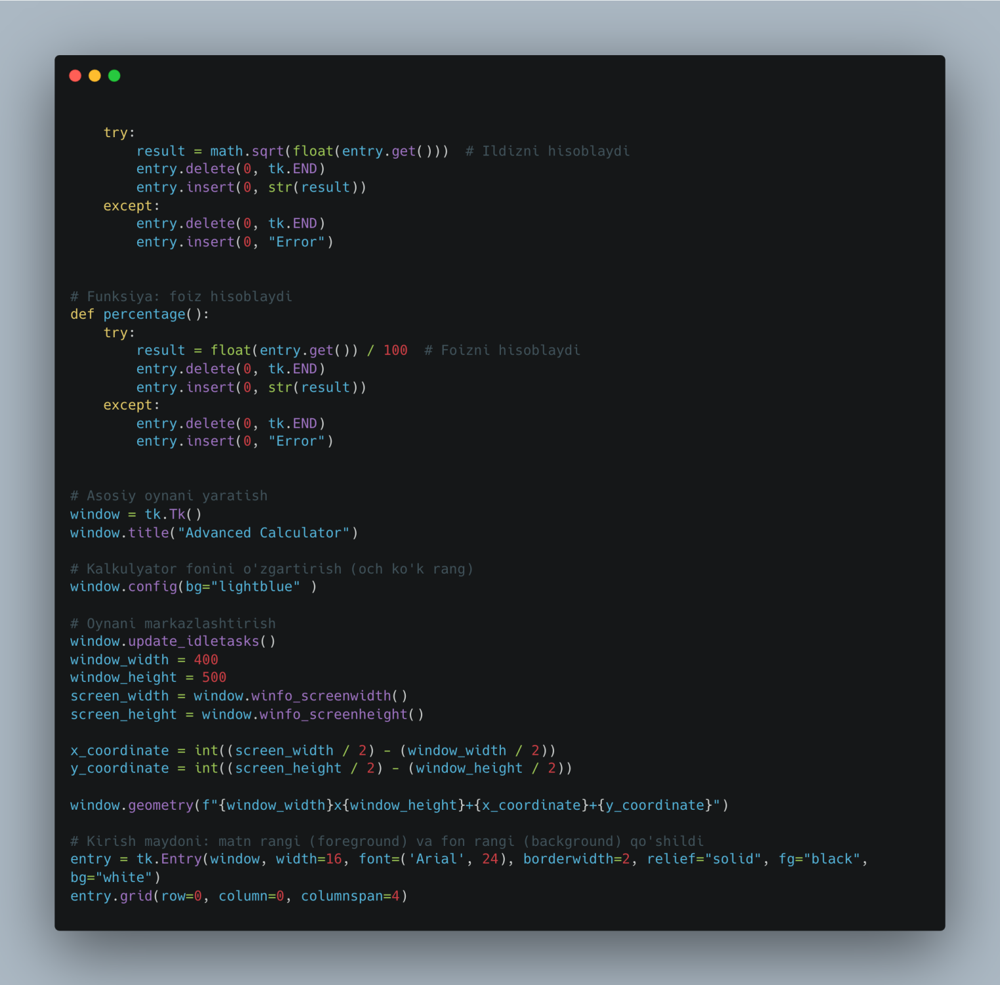 try:
        result = math.sqrt(float(entry.get()))  # Ildizni hisoblaydi
        entry.delete(0, tk.END)
        entry.insert(0, str(result))
    except:
        entry.delete(0, tk.END)
        entry.insert(0, "Error")
# Funksiya: foiz hisoblaydi
def percentage():
    try:
        result = float(entry.get()) / 100  # Foizni hisoblaydi
        entry.delete(0, tk.END)
        entry.insert(0, str(result))
    except:
        entry.delete(0, tk.END)
        entry.insert(0, "Error")
# Asosiy oynani yaratish
window = tk.Tk()
window.title("Advanced Calculator")
# Kalkulyator fonini o'zgartirish (och ko'k rang)
window.config(bg="lightblue" )
# Oynani markazlashtirish
window.update_idletasks()
window_width = 400
window_height = 500
screen_width = window.winfo_screenwidth()
screen_height = window.winfo_screenheight()
x_coordinate = int((screen_width / 2) - (window_width / 2))
y_coordinate = int((screen_height / 2) - (window_height / 2))
window.geometry(f"{window_width}x{window_height}+{x_coordinate}+{y_coordinate}")
# Kirish maydoni: matn rangi (foreground) va fon rangi (background) qo'shildi
entry = tk.Entry(window, width=16, font=('Arial', 24), borderwidth=2, relief="solid", fg="black",
bg="white")
entry.grid(row=0, column=0, columnspan=4)